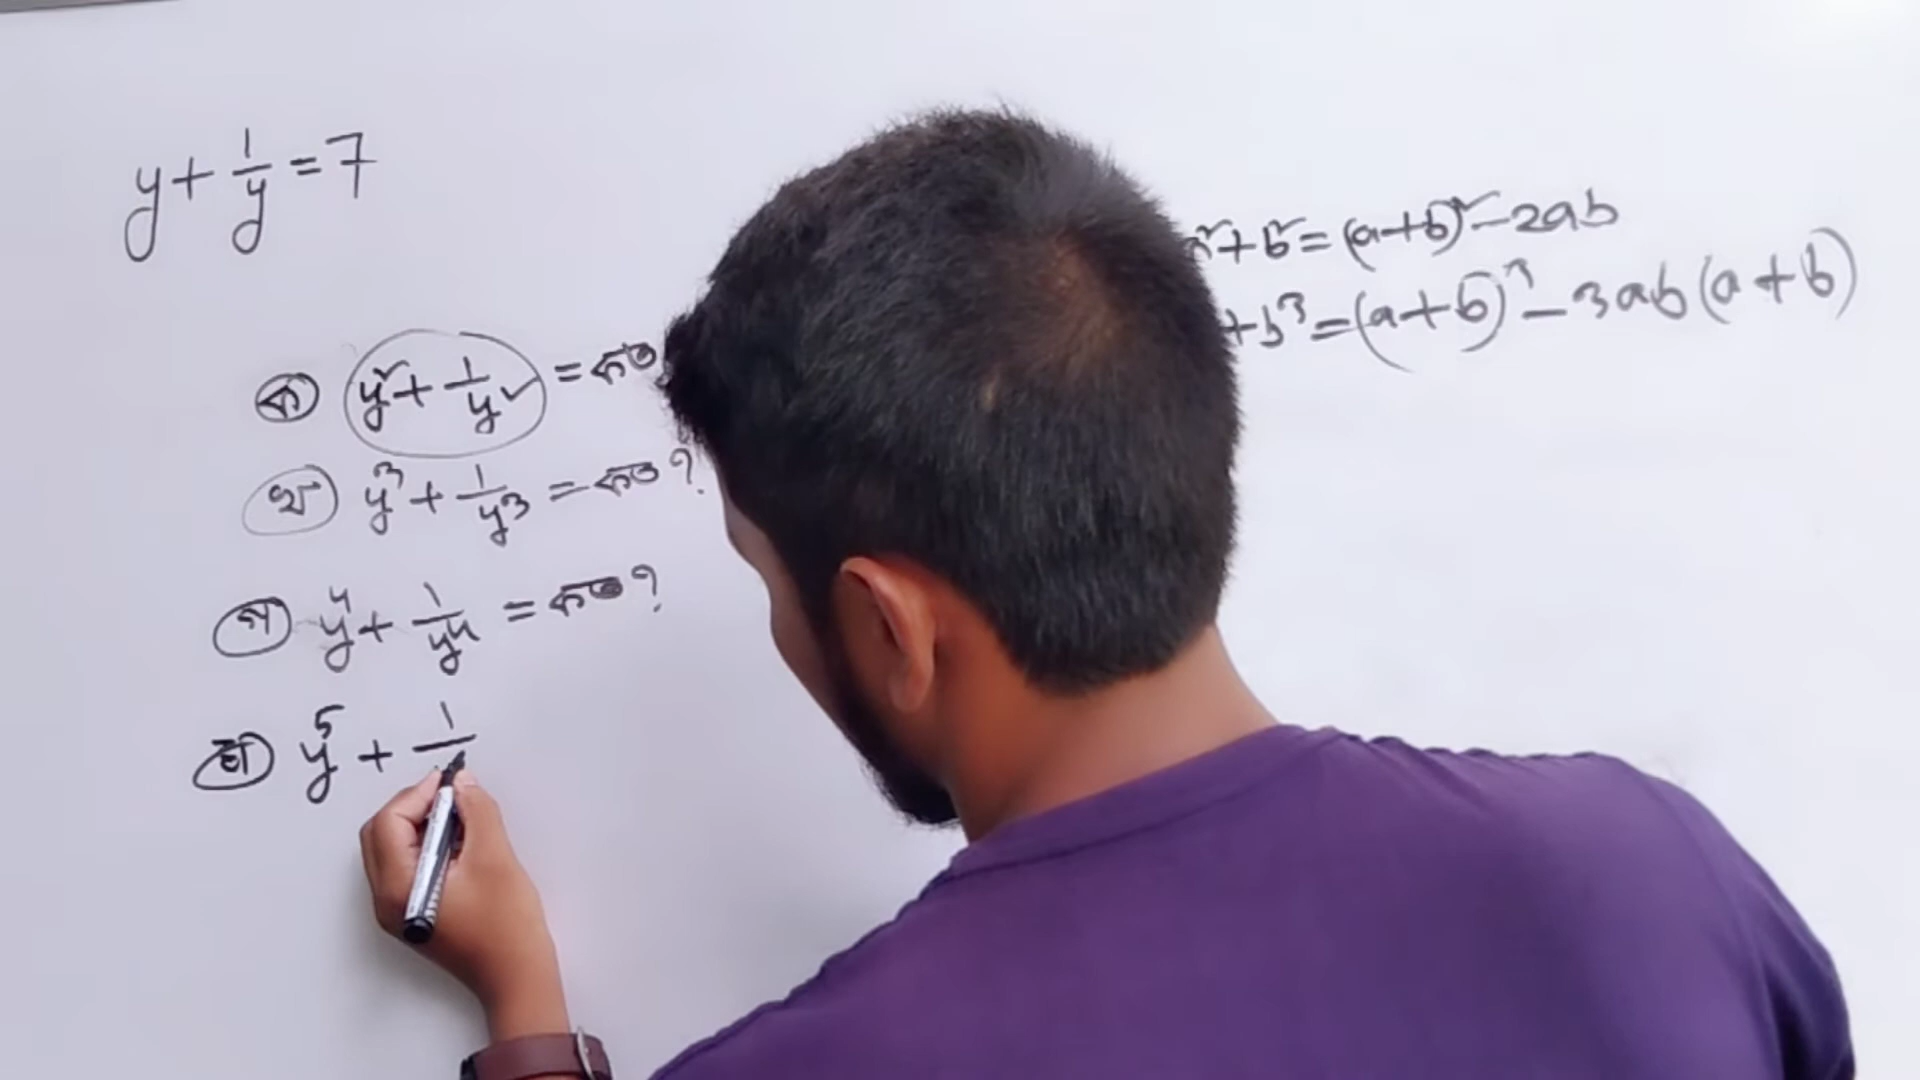 y + 1/y = 7
a² + b² = (a+b)² - 2ab
+ b³ = (a+b)³ - 3ab(a+b)
ক y² + 1/y² = কত
খ y³ + 1/y³ = কত?
গ y⁴ + 1/y⁴ = কত?
ঘ y⁵ + 1/